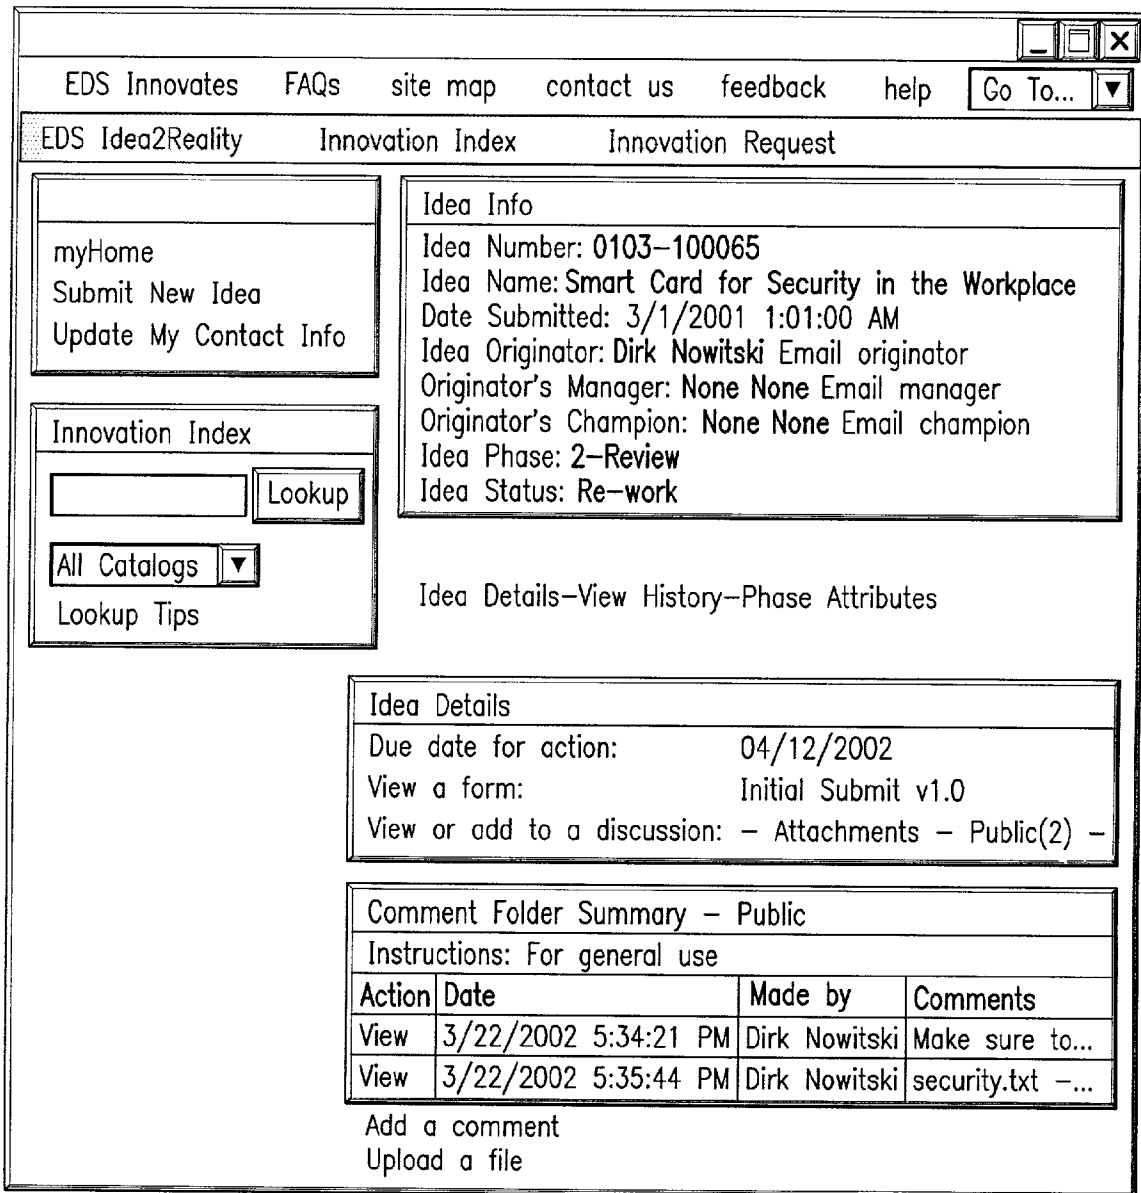 EDS Innovates FAQs site map contact us feedback help Go To...
EDS Idea2Reality Innovation Index Innovation Request
myHome
Submit New Idea
Update My Contact Info
Innovation Index
Lookup
All Catalogs
Lookup Tips
Idea Info
Idea Number: 0103-100065
Idea Name: Smart Card for Security in the Workplace
Date Submitted: 3/1/2001 1:01:00 AM
Idea Originator: Dirk Nowitski Email originator
Originator's Manager: None None Email manager
Originator's Champion: None None Email champion
Idea Phase: 2-Review
Idea Status: Re-work
Idea Details-View History-Phase Attributes
Idea Details
Due date for action: 04/12/2002
View a form: Initial Submit v1.0
View or add to a discussion: - Attachments - Public(2) -
Comment Folder Summary - Public
Instructions: For general use
Action Date Made by Comments
View 3/22/2002 5:34:21 PM Dirk Nowitski Make sure to...
View 3/22/2002 5:35:44 PM Dirk Nowitski security.txt -...
Add a comment
Upload a file